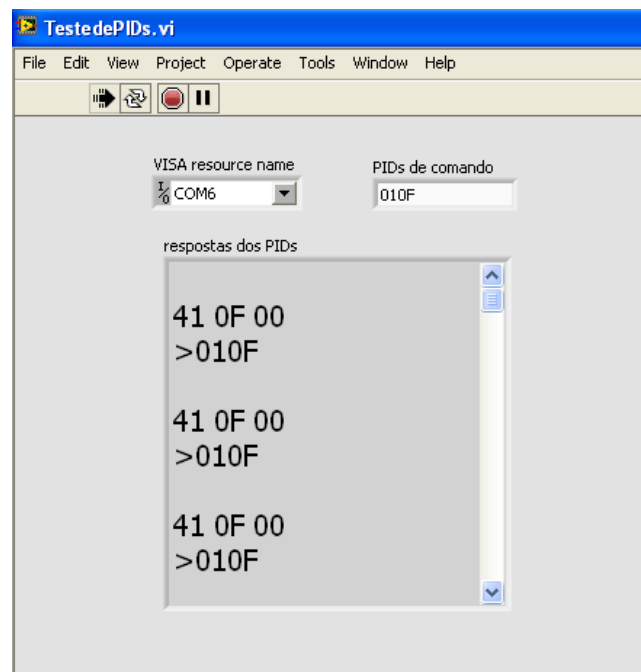 TestedePIDs.vi
File Edit View Project Operate Tools Window Help
VISA resource name
PIDs de comando
I/O COM6
010F
respostas dos PIDs
41 0F 00
>010F
41 0F 00
>010F
41 0F 00
>010F